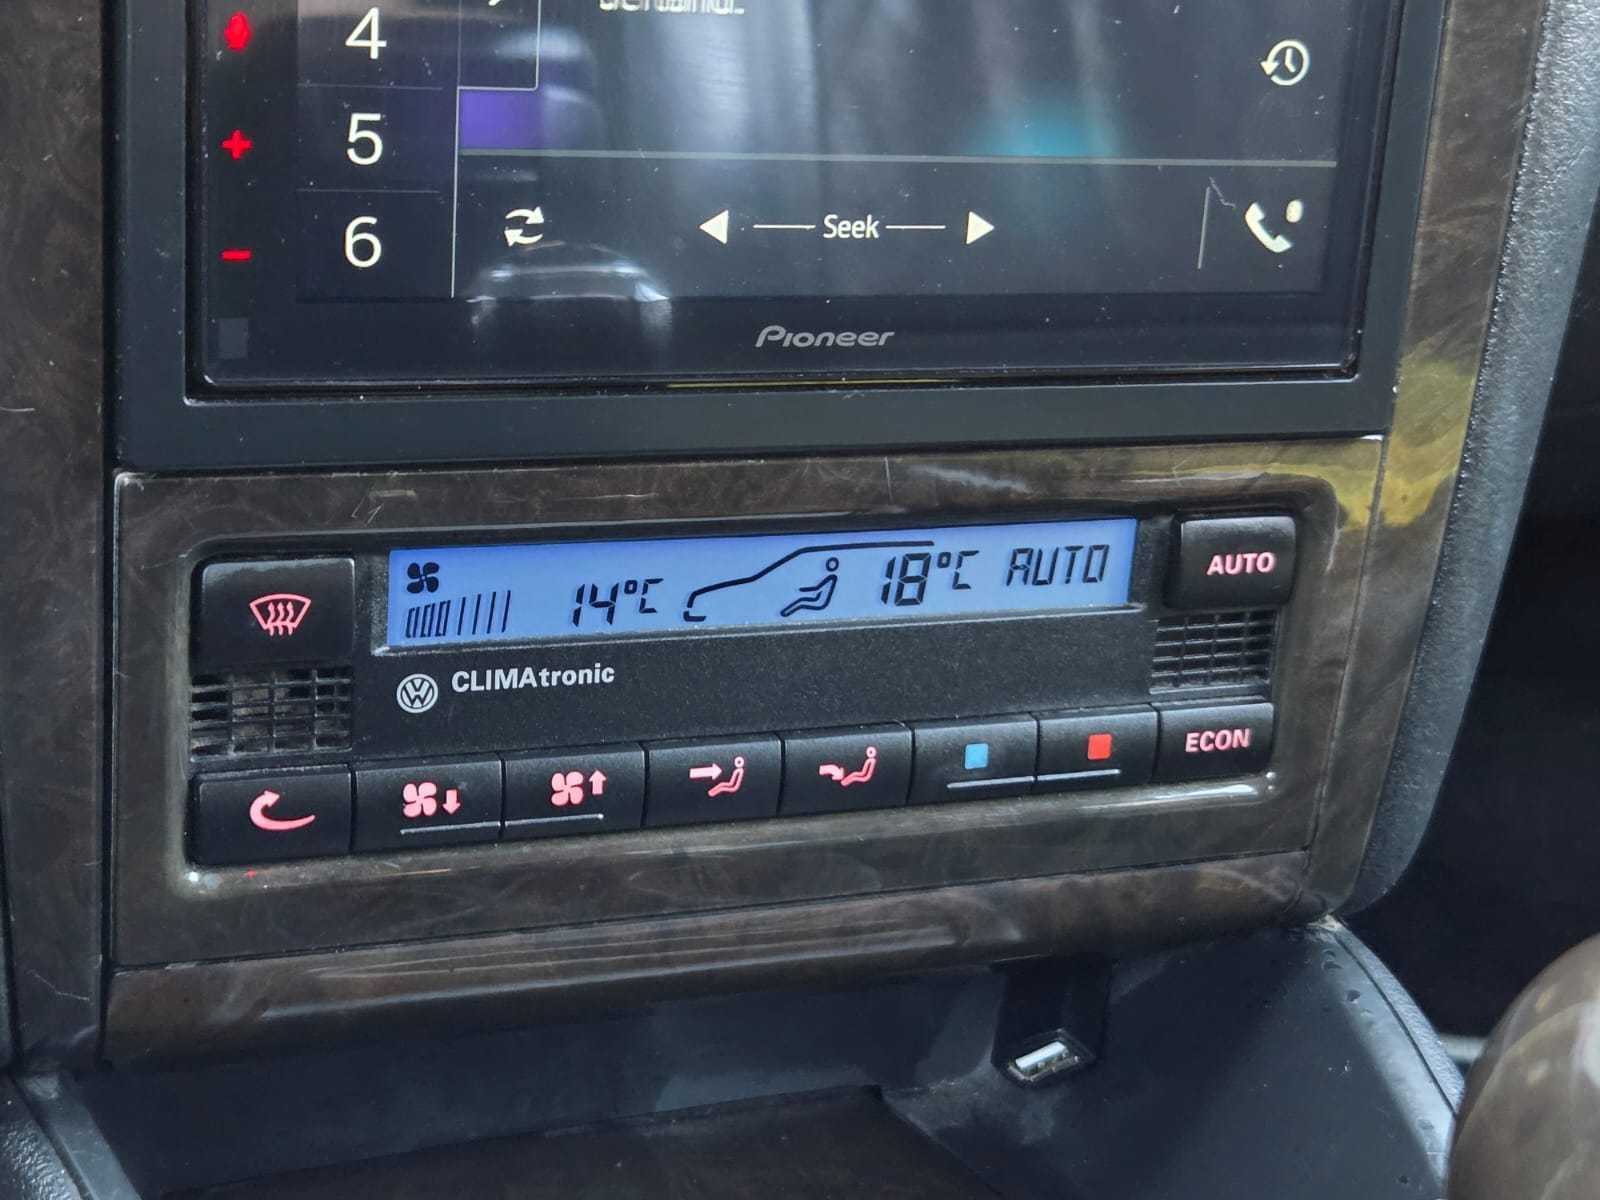 4
5
6
Seek
Pioneer
14°C
18°C AUTO
AUTO
CLIMAtronic
ECON